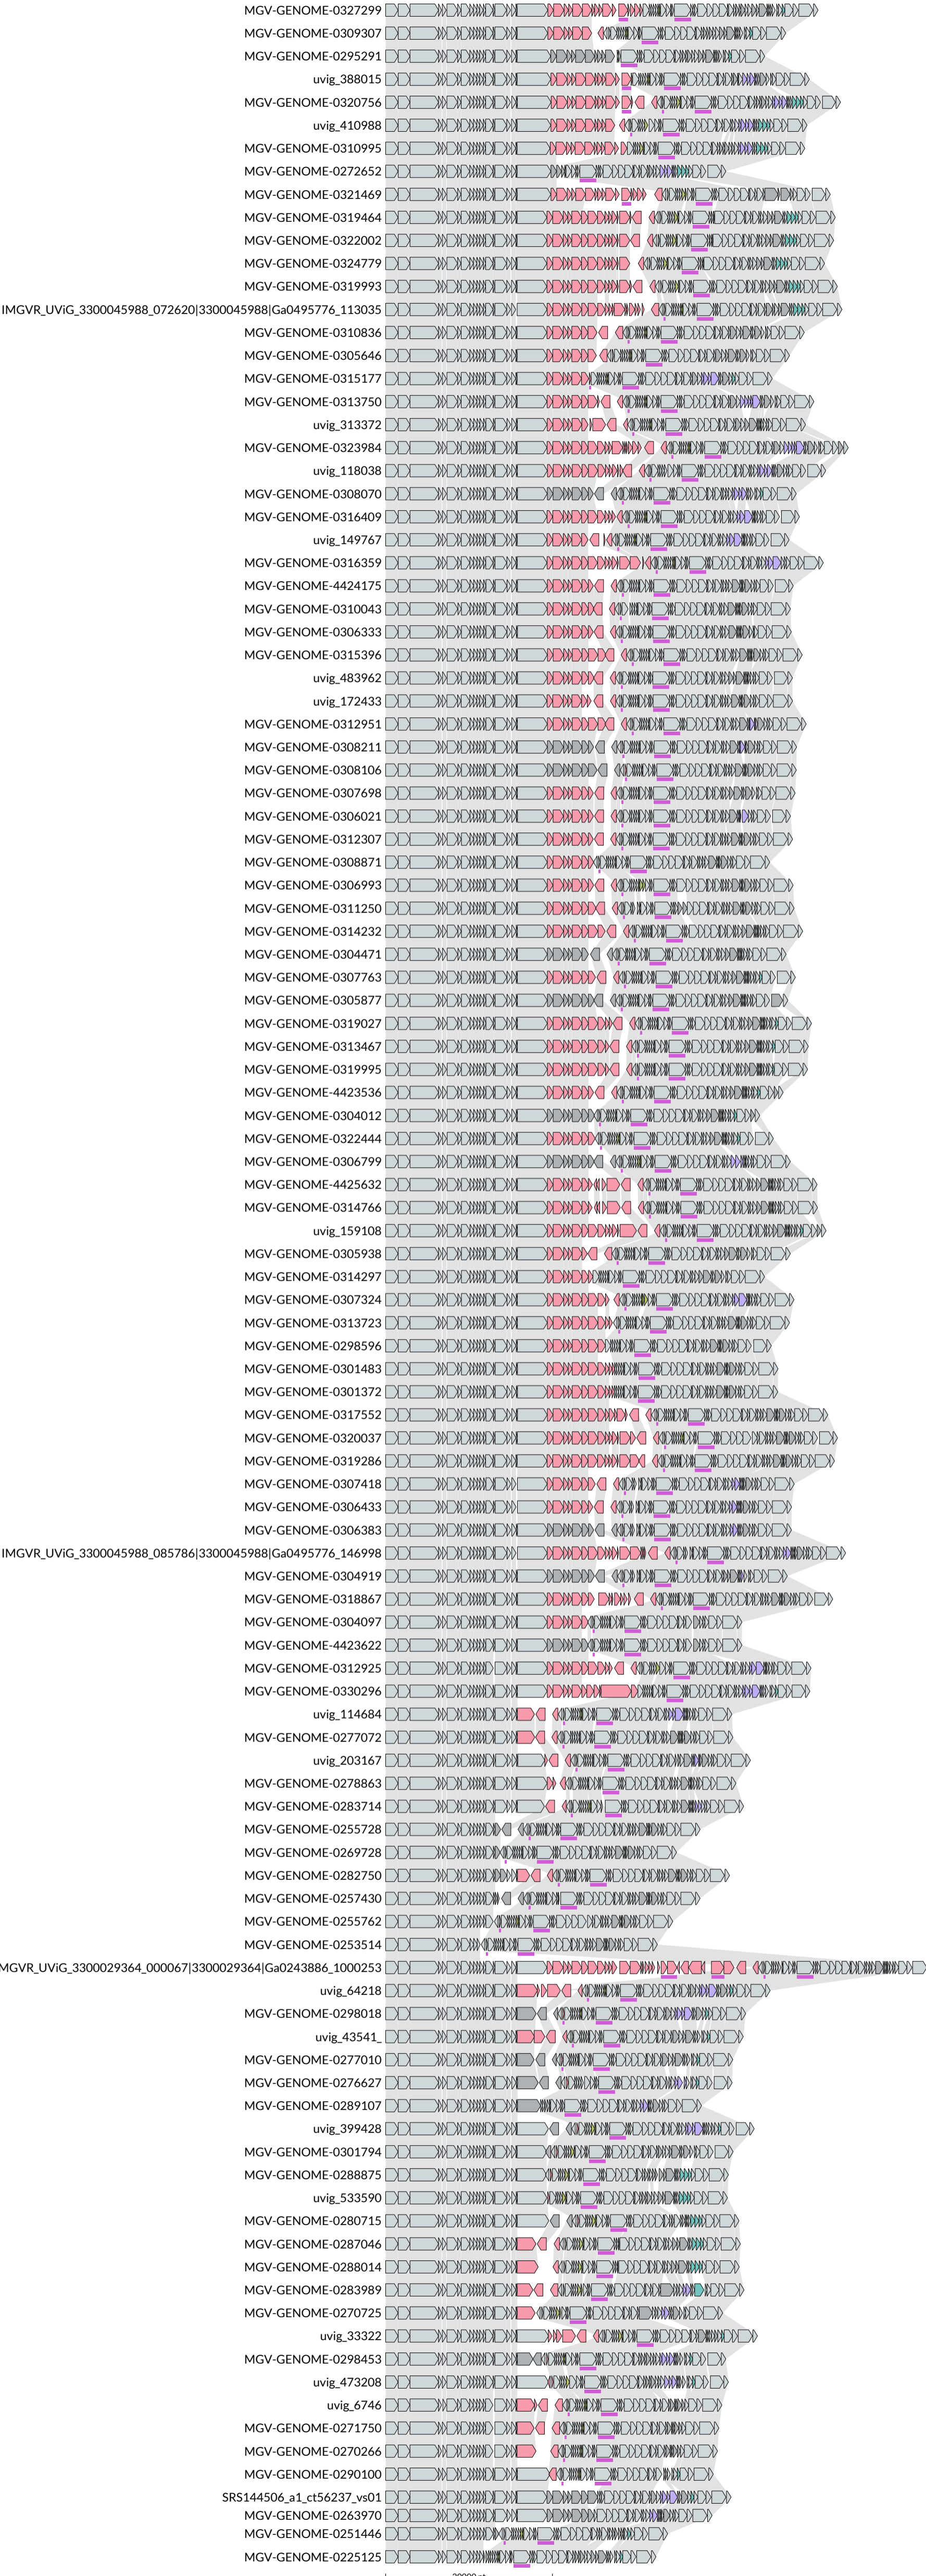 MGV-GENOME-0327299
MGV-GENOME-0309307
MGV-GENOME-0295291
uvig_388015
MGV-GENOME-0320756
uvig_410988
MGV-GENOME-0310995
MGV-GENOME-0272652
MGV-GENOME-0321469
MGV-GENOME-0319464
MGV-GENOME-0322002
MGV-GENOME-0324779
MGV-GENOME-0319993
IMGVR_UViG_3300045988_072620|3300045988|Ga0495776_113035
MGV-GENOME-0310836
MGV-GENOME-0305646
MGV-GENOME-0315177
MGV-GENOME-0313750
uvig_313372
MGV-GENOME-0323984
uvig_118038
MGV-GENOME-0308070
MGV-GENOME-0316409
uvig_149767
MGV-GENOME-0316359
MGV-GENOME-4424175
MGV-GENOME-0310043
MGV-GENOME-0306333
MGV-GENOME-0315396
uvig_483962
uvig_172433
MGV-GENOME-0312951
MGV-GENOME-0308211
MGV-GENOME-0308106
MGV-GENOME-0307698
MGV-GENOME-0306021
MGV-GENOME-0312307
MGV-GENOME-0308871
MGV-GENOME-0306993
MGV-GENOME-0311250
MGV-GENOME-0314232
MGV-GENOME-0304471
MGV-GENOME-0307763
MGV-GENOME-0305877
MGV-GENOME-0319027
MGV-GENOME-0313467
MGV-GENOME-0319995
MGV-GENOME-4423536
MGV-GENOME-0304012
MGV-GENOME-0322444
MGV-GENOME-0306799
MGV-GENOME-4425632
MGV-GENOME-0314766
uvig_159108
MGV-GENOME-0305938
MGV-GENOME-0314297
MGV-GENOME-0307324
MGV-GENOME-0313723
MGV-GENOME-0298596
MGV-GENOME-0301483
MGV-GENOME-0301372
MGV-GENOME-0317552
MGV-GENOME-0320037
MGV-GENOME-0319286
MGV-GENOME-0307418
MGV-GENOME-0306433
MGV-GENOME-0306383
IMGVR_UViG_3300045988_085786|3300045988|Ga0495776_146998
MGV-GENOME-0304919
MGV-GENOME-0318867
MGV-GENOME-0304097
MGV-GENOME-4423622
MGV-GENOME-0312925
MGV-GENOME-0330296
uvig_114684
MGV-GENOME-0277072
uvig_203167
MGV-GENOME-0278863
MGV-GENOME-0283714
MGV-GENOME-0255728
MGV-GENOME-0269728
MGV-GENOME-0282750
MGV-GENOME-0257430
MGV-GENOME-0255762
MGV-GENOME-0253514
MGVR_UViG_3300029364_000067|3300029364|Ga0243886_1000253
uvig_64218
MGV-GENOME-0298018
uvig_43541_
MGV-GENOME-0277010
MGV-GENOME-0276627
MGV-GENOME-0289107
uvig_399428
MGV-GENOME-0301794
MGV-GENOME-0288875
uvig_533590
MGV-GENOME-0280715
MGV-GENOME-0287046
MGV-GENOME-0288014
MGV-GENOME-0283989
MGV-GENOME-0270725
uvig_33322
MGV-GENOME-0298453
uvig_473208
uvig_6746
MGV-GENOME-0271750
MGV-GENOME-0270266
MGV-GENOME-0290100
SRS144506_a1_ct56237_vs01
MGV-GENOME-0263970
MGV-GENOME-0251446
MGV-GENOME-0225125